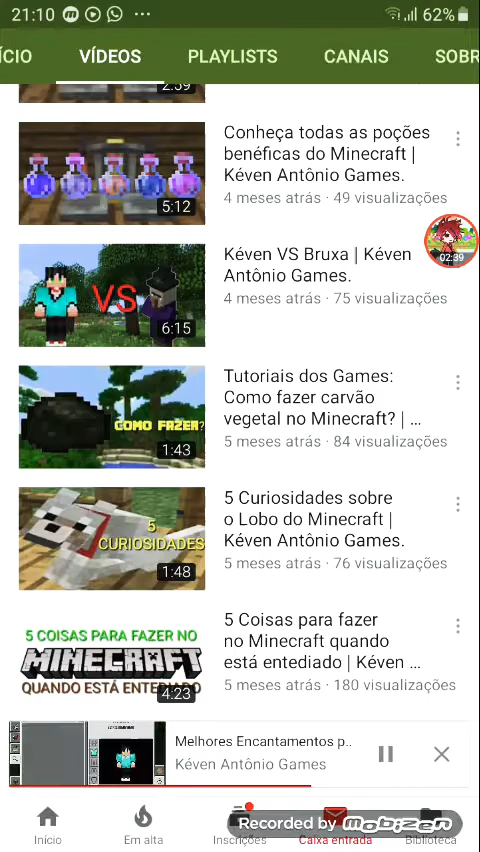 21:10 ... 62%
ÍCIO VÍDEOS PLAYLISTS CANAIS SOBR
2:59
Conheça todas as poções
benéficas do Minecraft |
Kéven Antônio Games.
4 meses atrás · 49 visualizações
5:12
02:39
Kéven VS Bruxa | Kéven
Antônio Games.
4 meses atrás · 75 visualizações
VS
6:15
Tutoriais dos Games:
Como fazer carvão
vegetal no Minecraft? | ...
5 meses atrás · 84 visualizações
COMO FAZER?
1:43
5 Curiosidades sobre
o Lobo do Minecraft |
Kéven Antônio Games.
5 meses atrás · 76 visualizações
5
CURIOSIDADES
1:48
5 Coisas para fazer
no Minecraft quando
está entediado | Kéven ...
5 meses atrás · 180 visualizações
5 COISAS PARA FAZER NO
MINECRAFT
QUANDO ESTÁ ENTEDIADO
4:23
Melhores Encantamentos p..
Kéven Antônio Games
Recorded by MOBIZEN
Início Em alta Inscrições Caixa entrada Biblioteca